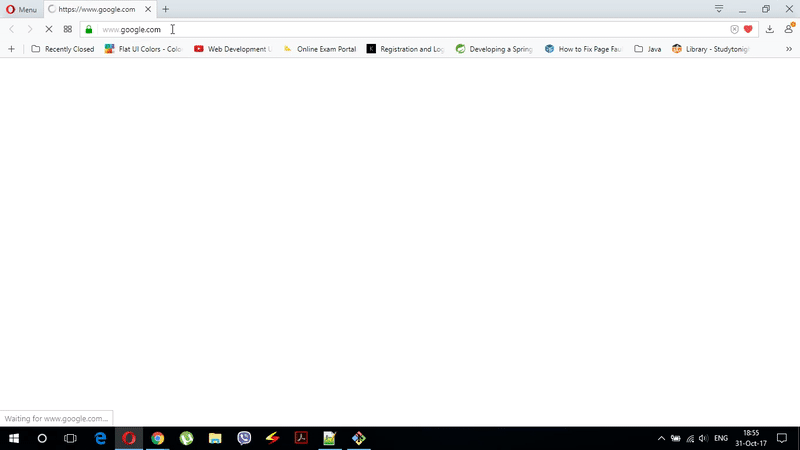 Menu https://www.google.com
www.google.com
Recently Closed Flat UI Colors - Colo Web Development Online Exam Portal Registration and Log Developing a Spring How to Fix Page Fau Java Library - Studytonig
Waiting for www.google.com...
ENG 18:55
31-Oct-17